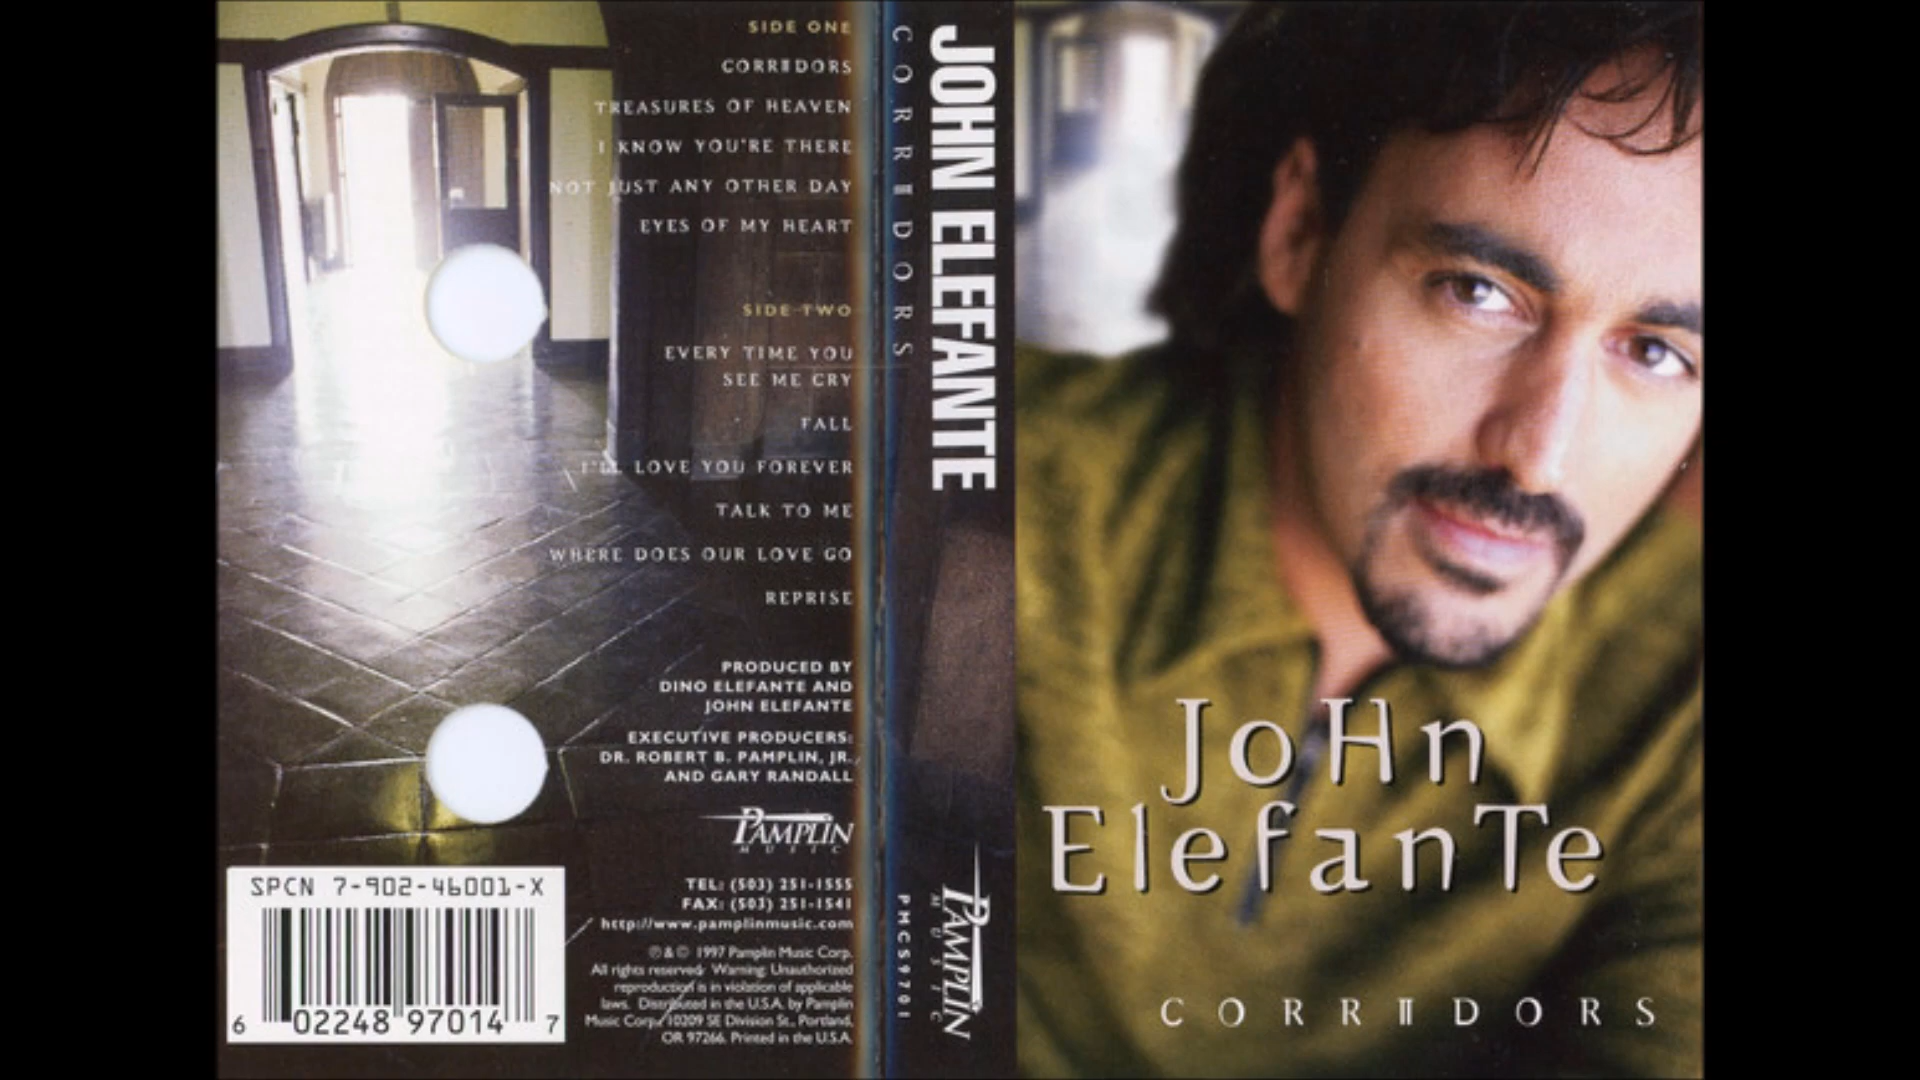 SIDE ONE
CORRIDORS
TREASURES OF HEAVEN
I KNOW YOU'RE THERE
NOT JUST ANY OTHER DAY
EYES OF MY HEART
SIDE TWO
EVERY TIME YOU
SEE ME CRY
FALL
I'LL LOVE YOU FOREVER
TALK TO ME
WHERE DOES OUR LOVE GO
REPRISE
PRODUCED BY
DINO ELEFANTE AND
JOHN ELEFANTE
EXECUTIVE PRODUCERS:
DR. ROBERT B. PAMPLIN, JR.
AND GARY RANDALL
PAMPLIN
MUSIC
TEL: (503) 251-1555
FAX: (503) 251-1541
http://www.pamplinmusic.com
℗ & © 1997 Pamplin Music Corp.
All rights reserved. Warning: Unauthorized
reproduction is in violation of applicable
laws. Distributed in the U.S.A. by Pamplin
Music Corp./10209 SE Division St., Portland,
OR 97266. Printed in the U.S.A.
SPCN 7-902-46001-X
6 02248 97014 7
JOHN ELEFANTE
CORRIDORS
PMCS9701
PAMPLIN
MUSIC
JoHn
ElefanTe
CORRIDORS